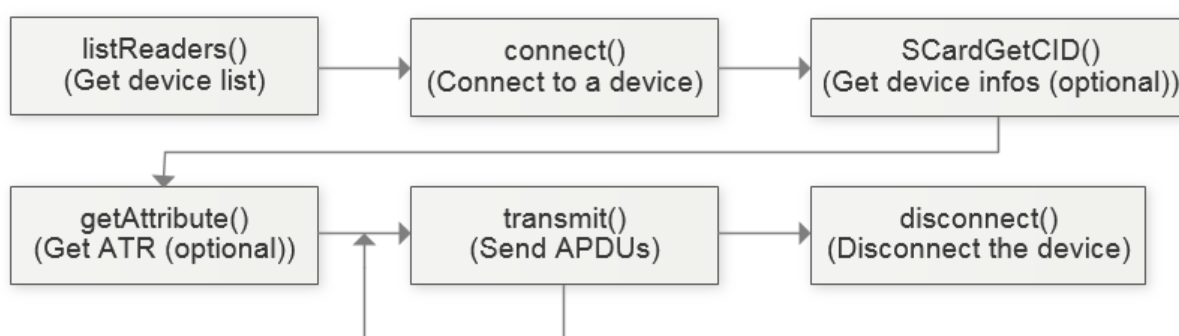 listReaders()
(Get device list)
connect()
(Connect to a device)
SCardGetCID()
(Get device infos (optional))
getAttribute()
(Get ATR (optional))
transmit()
(Send APDUs)
disconnect()
(Disconnect the device)